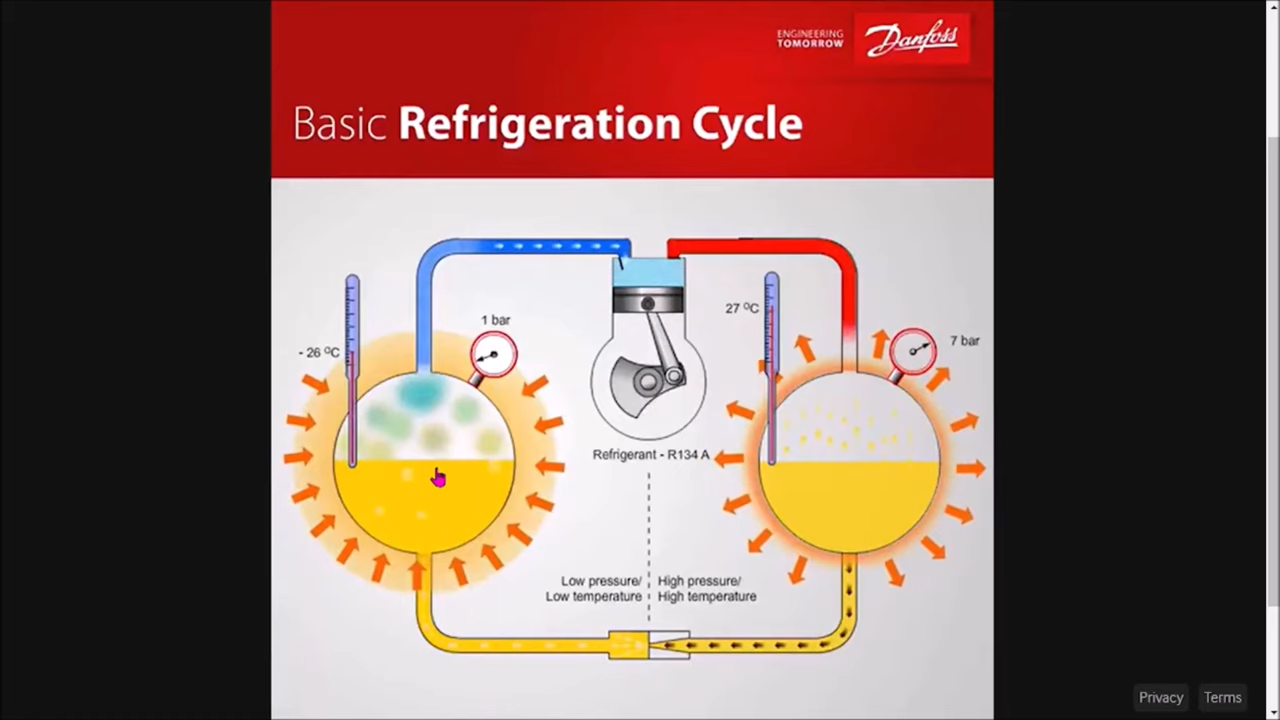 ENGINEERING
TOMORROW
Danfoss
Basic Refrigeration Cycle
1 bar
- 26 ºC
27 ºC
7 bar
Refrigerant - R134 A
Low pressure/
Low temperature
High pressure/
High temperature
Privacy
Terms